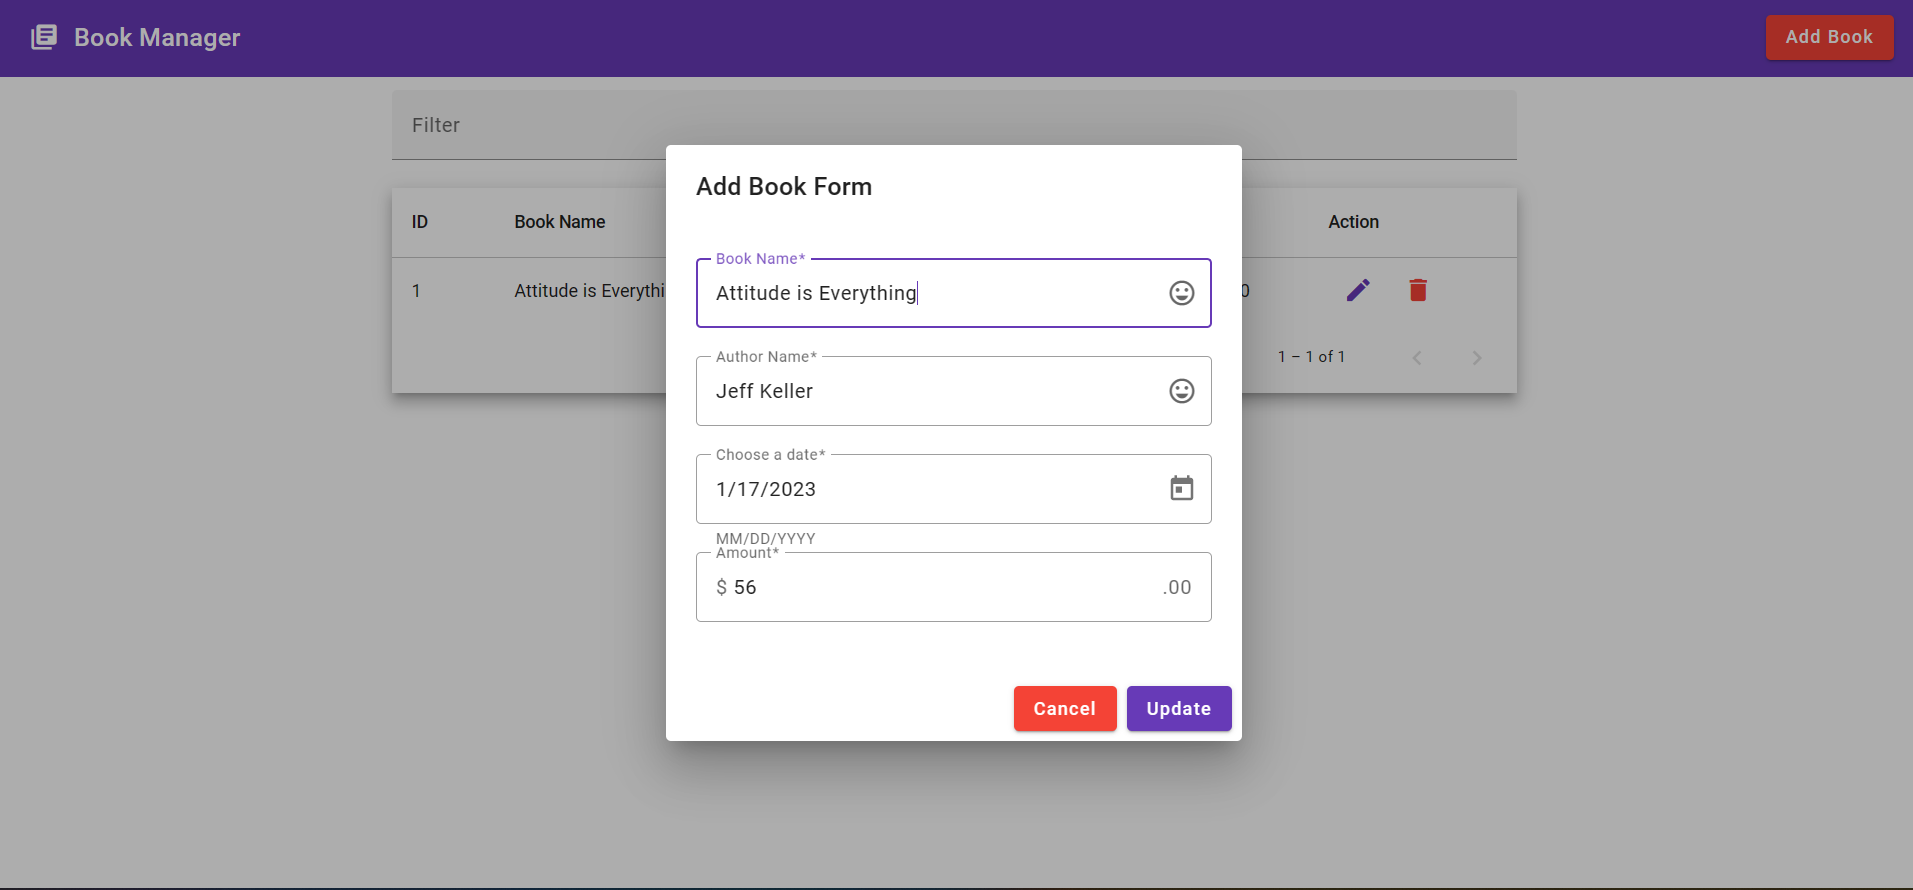 Book Manager
Add Book
Filter
ID Book Name Action
1 Attitude is Everythi 0
1 – 1 of 1
Add Book Form
Book Name*
Attitude is Everything
Author Name*
Jeff Keller
Choose a date*
1/17/2023
MM/DD/YYYY
Amount*
$ 56 .00
Cancel Update